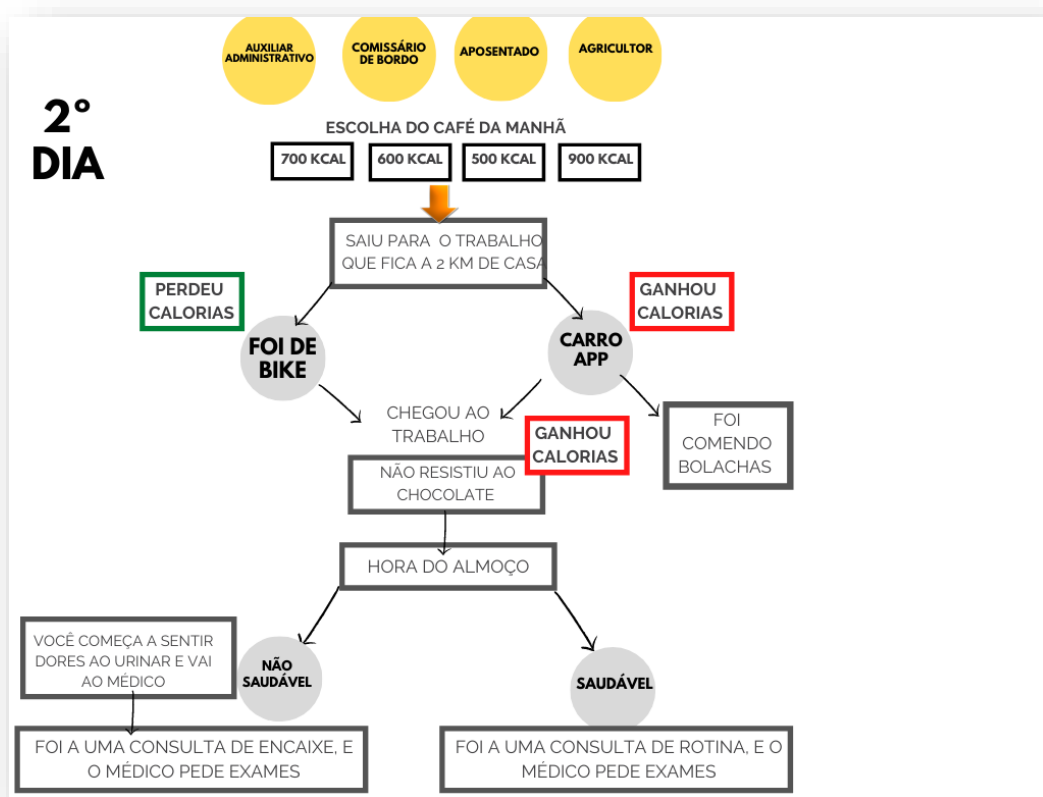 AUXILIAR
ADMINISTRATIVO
COMISSÁRIO
DE BORDO
APOSENTADO
AGRICULTOR
2º
DIA
ESCOLHA DO CAFÉ DA MANHÃ
700 KCAL
600 KCAL
500 KCAL
900 KCAL
SAIU PARA O TRABALHO
QUE FICA A 2 KM DE CASA
PERDEU
CALORIAS
GANHOU
CALORIAS
FOI DE
BIKE
CARRO
APP
CHEGOU AO
TRABALHO
GANHOU
CALORIAS
FOI
COMENDO
BOLACHAS
NÃO RESISTIU AO
CHOCOLATE
HORA DO ALMOÇO
VOCÊ COMEÇA A SENTIR
DORES AO URINAR E VAI
AO MÉDICO
NÃO
SAUDÁVEL
SAUDÁVEL
FOI A UMA CONSULTA DE ENCAIXE, E
O MÉDICO PEDE EXAMES
FOI A UMA CONSULTA DE ROTINA, E O
MÉDICO PEDE EXAMES